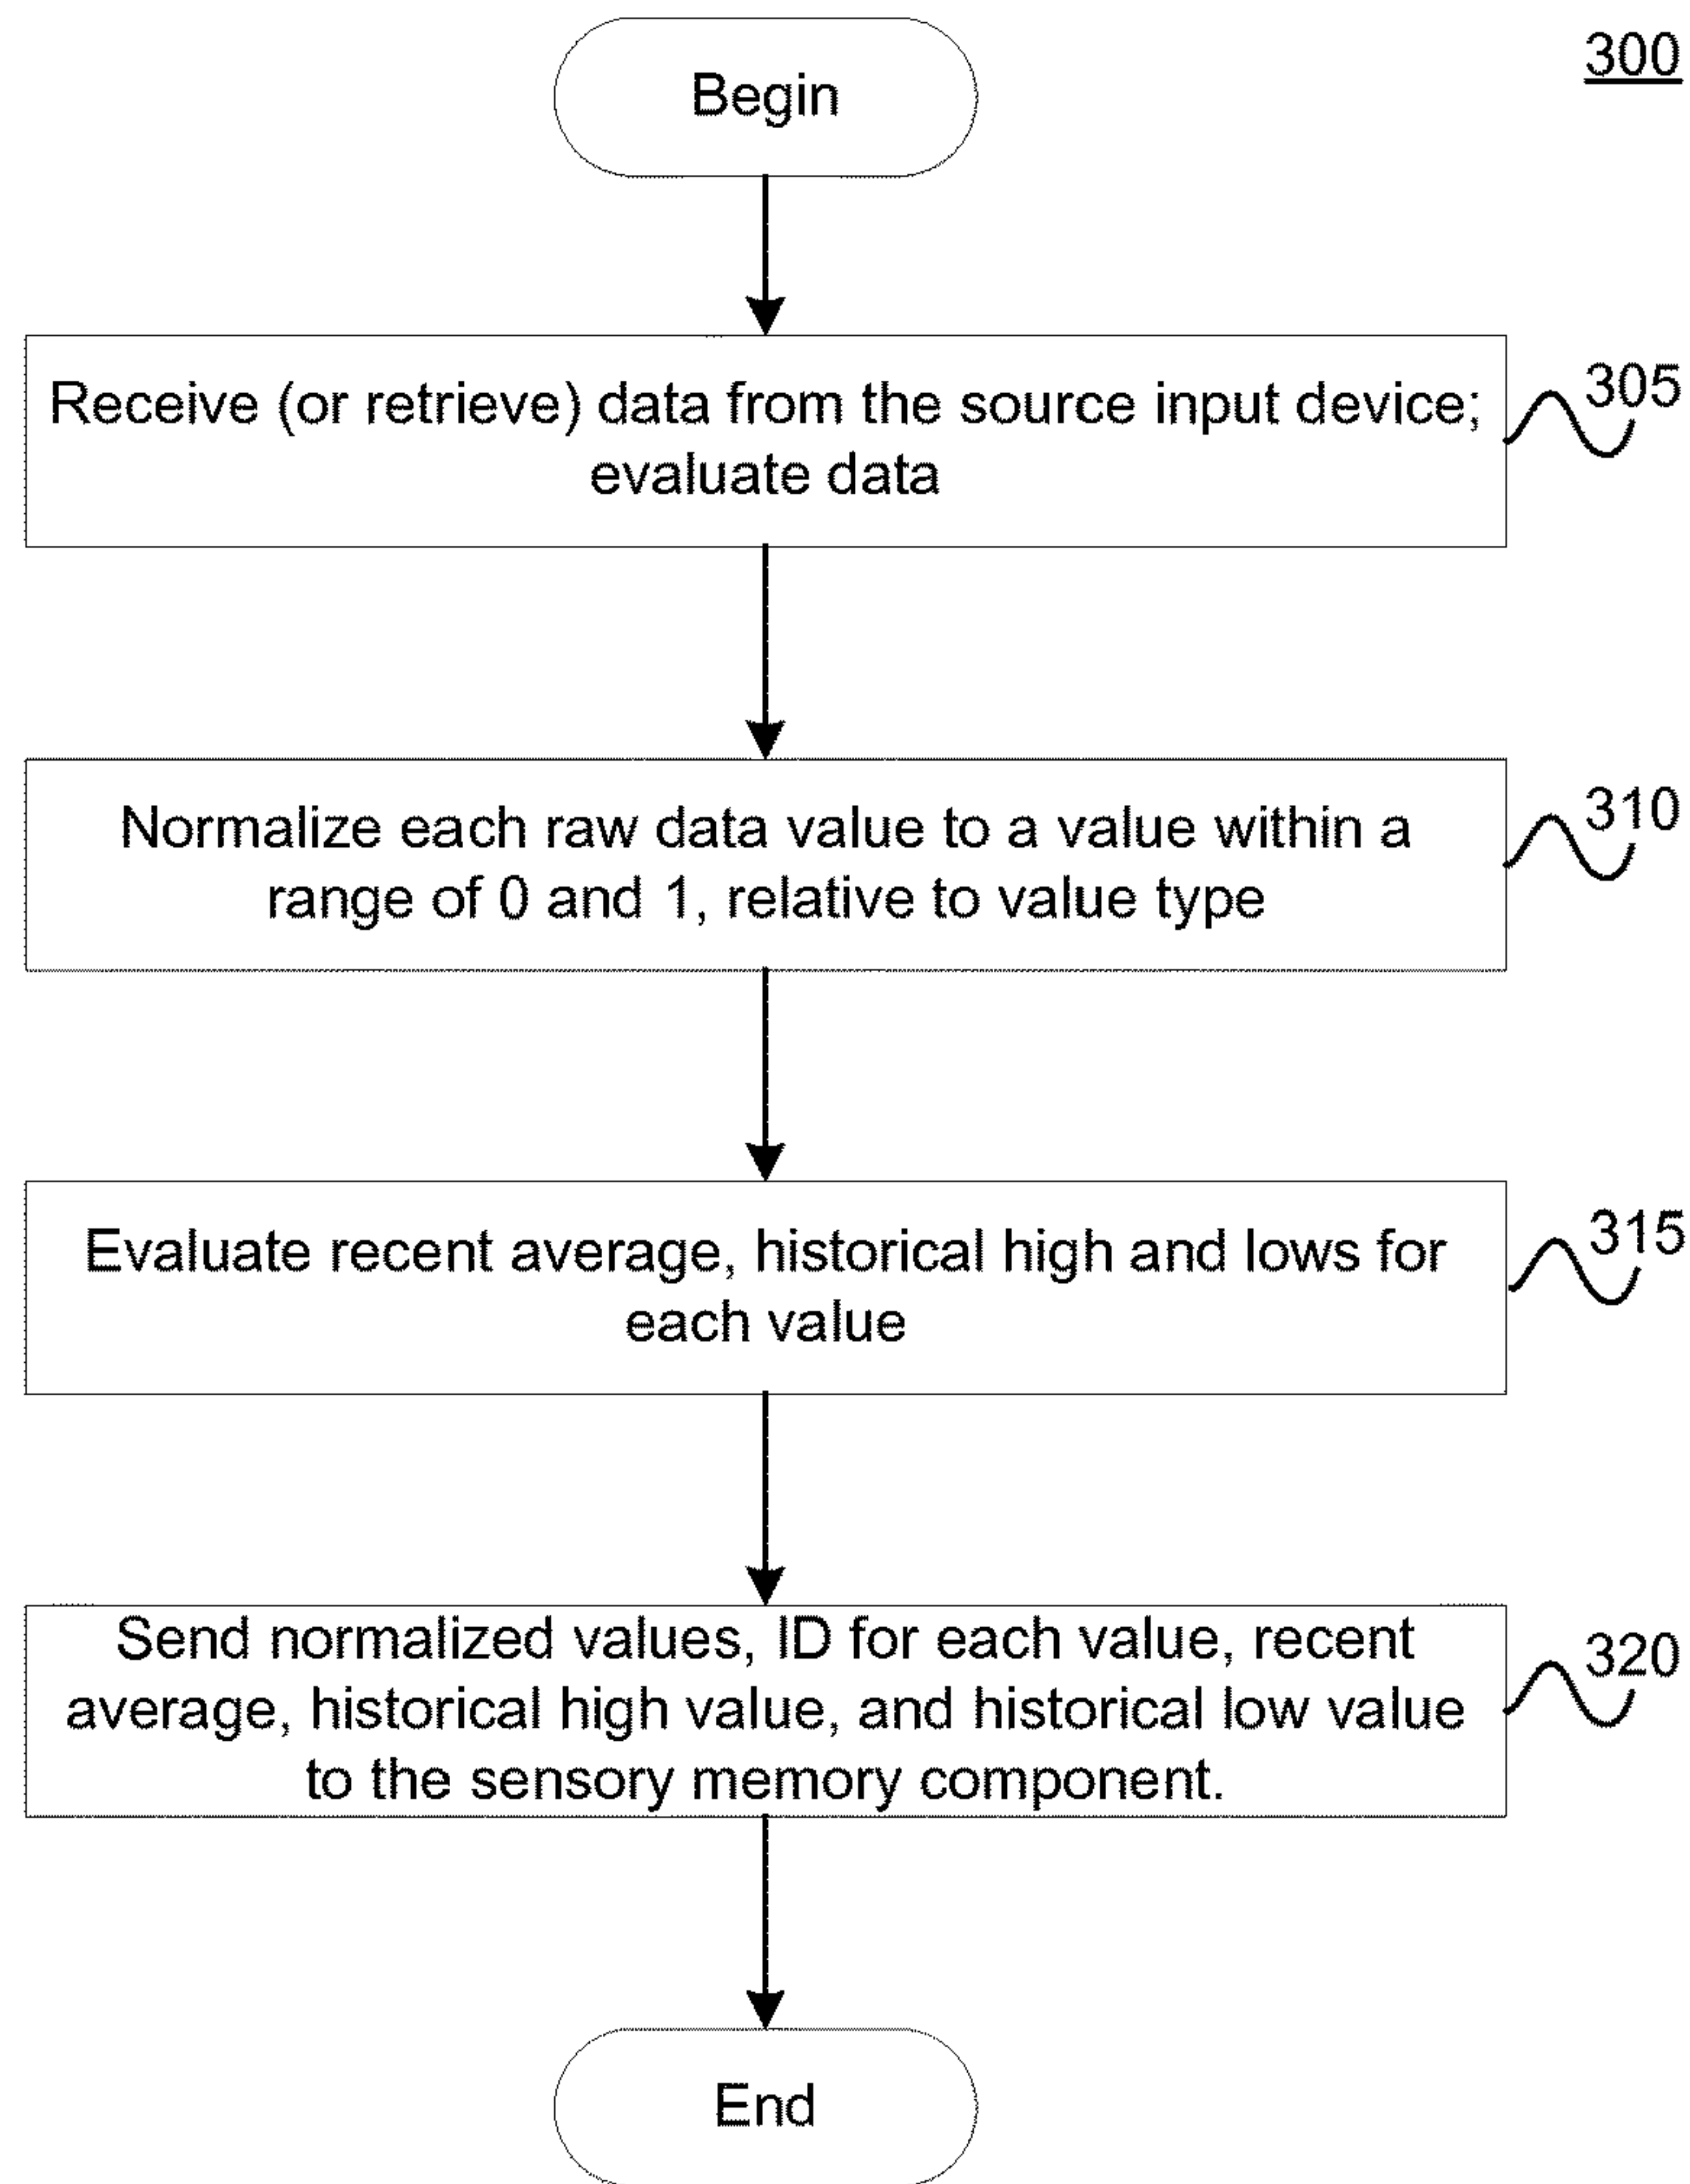 300
Begin
Receive (or retrieve) data from the source input device;
evaluate data
305
Normalize each raw data value to a value within a
range of 0 and 1, relative to value type
310
Evaluate recent average, historical high and lows for
each value
315
Send normalized values, ID for each value, recent
average, historical high value, and historical low value
to the sensory memory component.
320
End